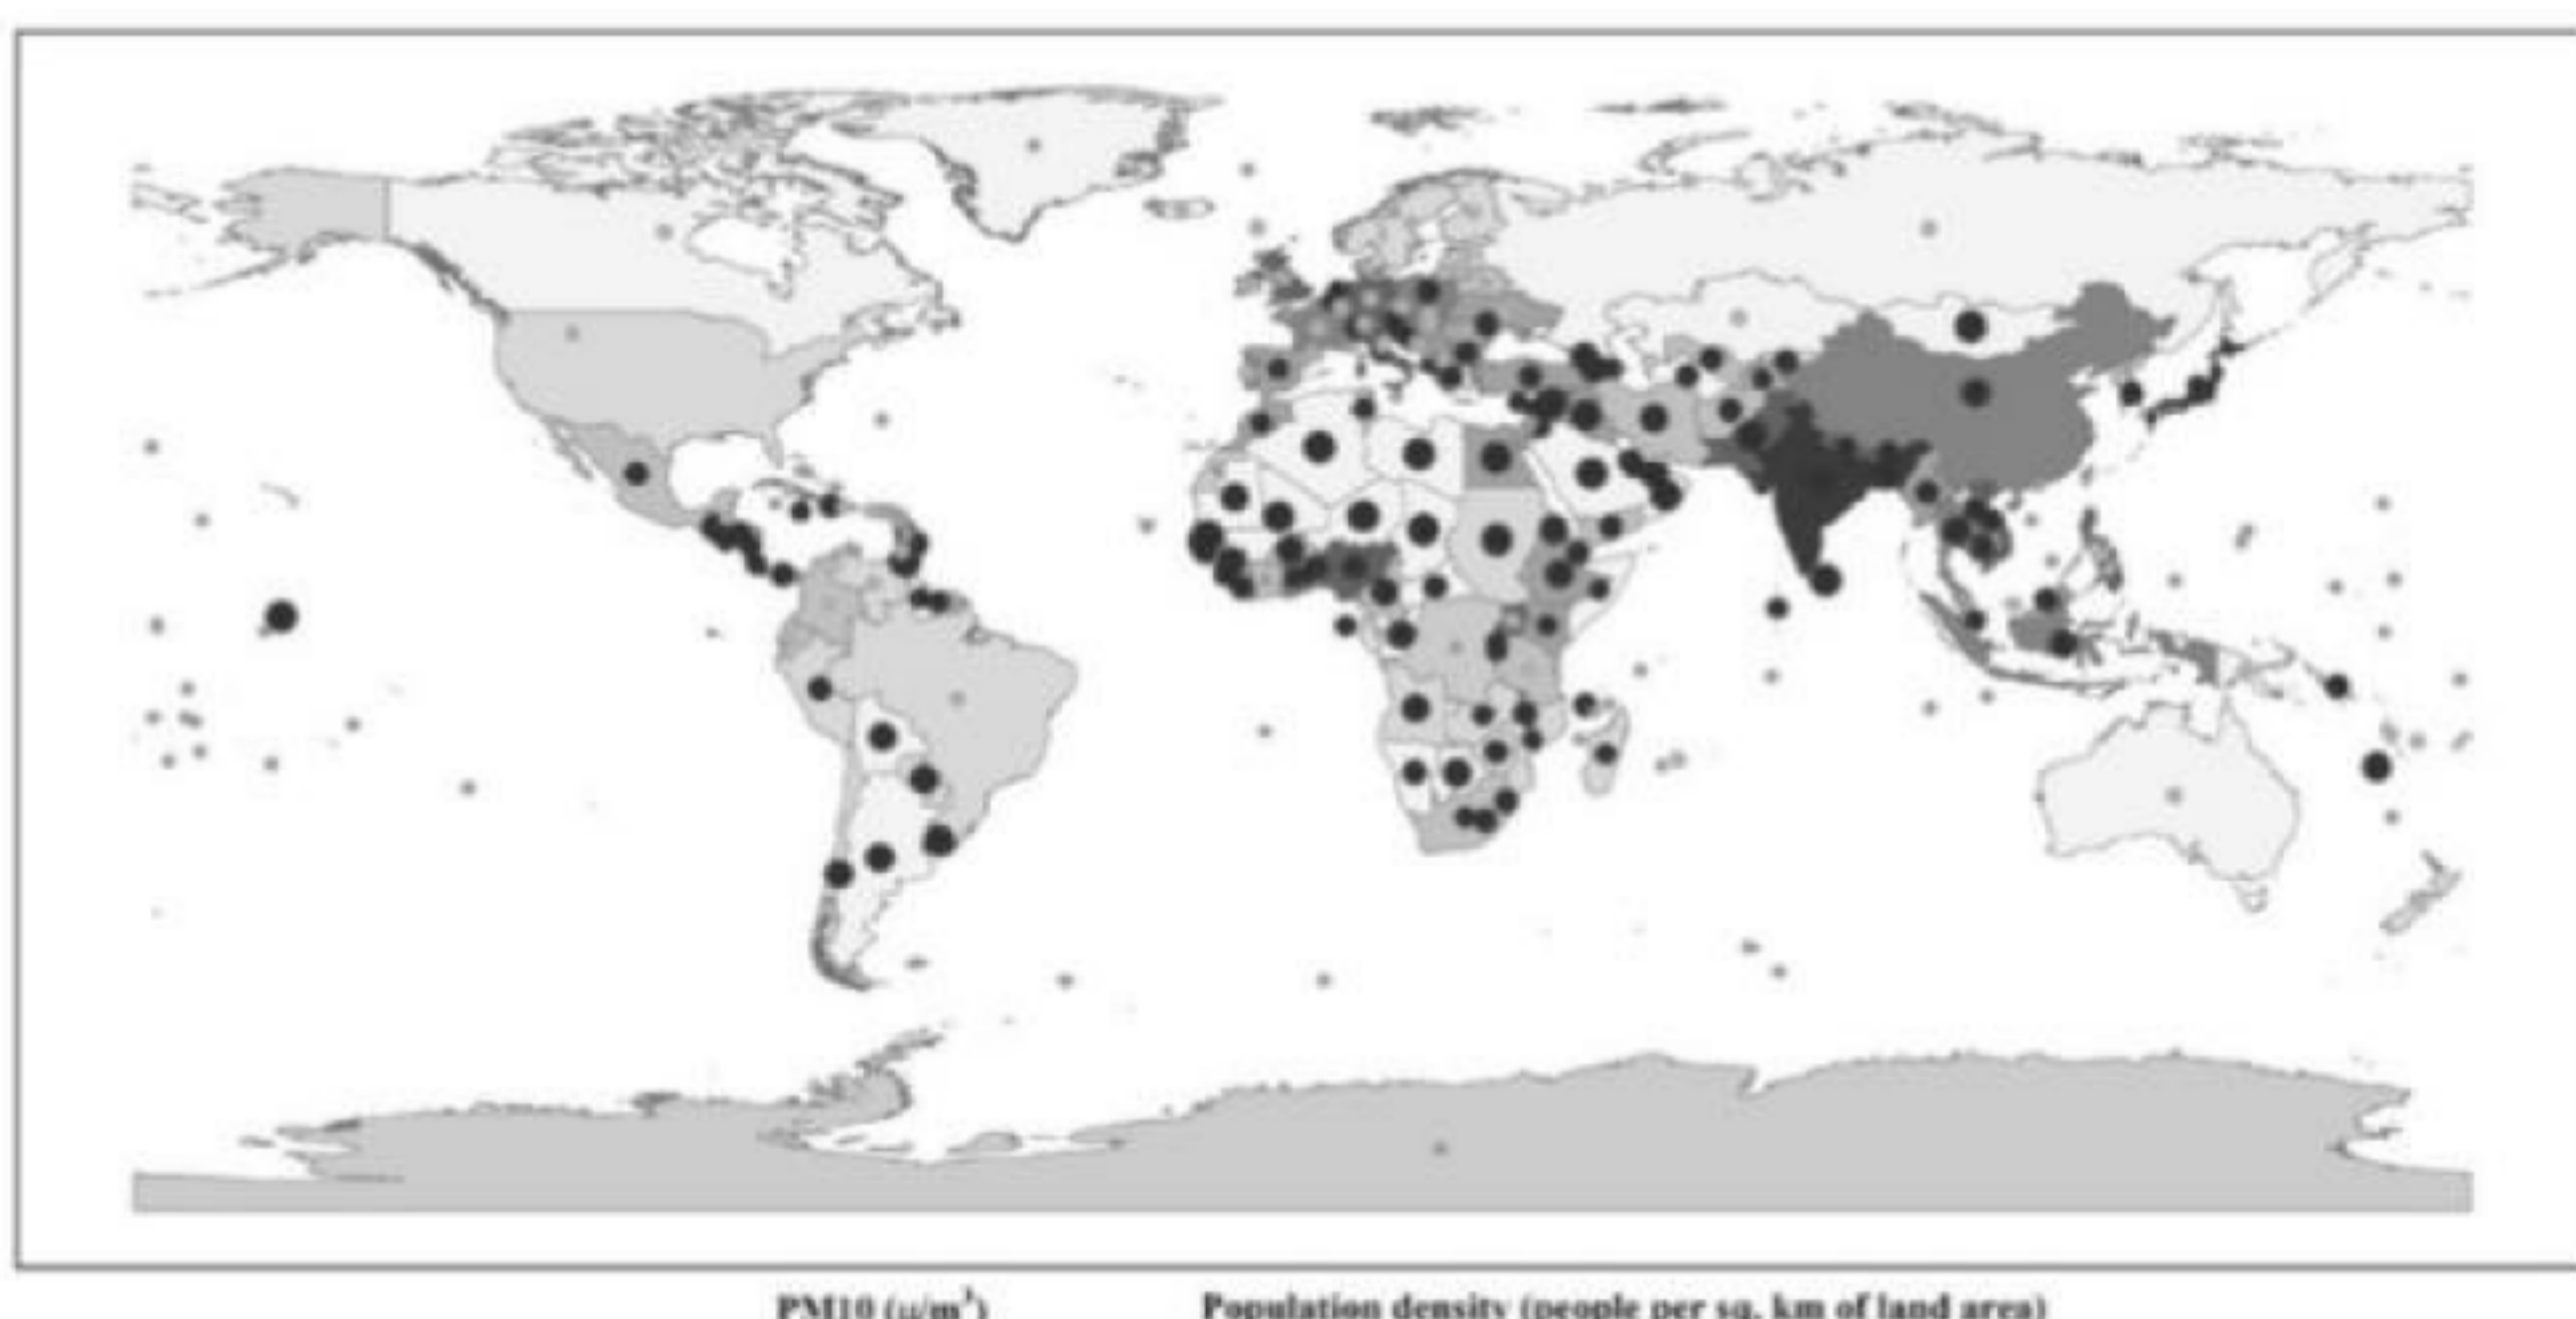 PM10 (μ/m³)
Population density (people per sq. km of land area)